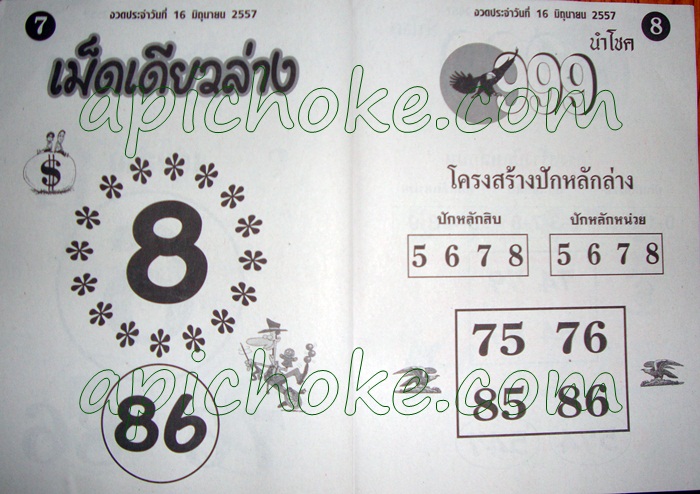 7
งวดประจำวันที่ 16 มิถุนายน 2557
เม็ดเดียวล่าง
$
8
86
งวดประจำวันที่ 16 มิถุนายน 2557
8
นำโชค
999
โครงสร้างปักหลักล่าง
ปักหลักสิบ ปักหลักหน่วย
5 6 7 8 5 6 7 8
75 76
85 86
apichoke.com
apichoke.com